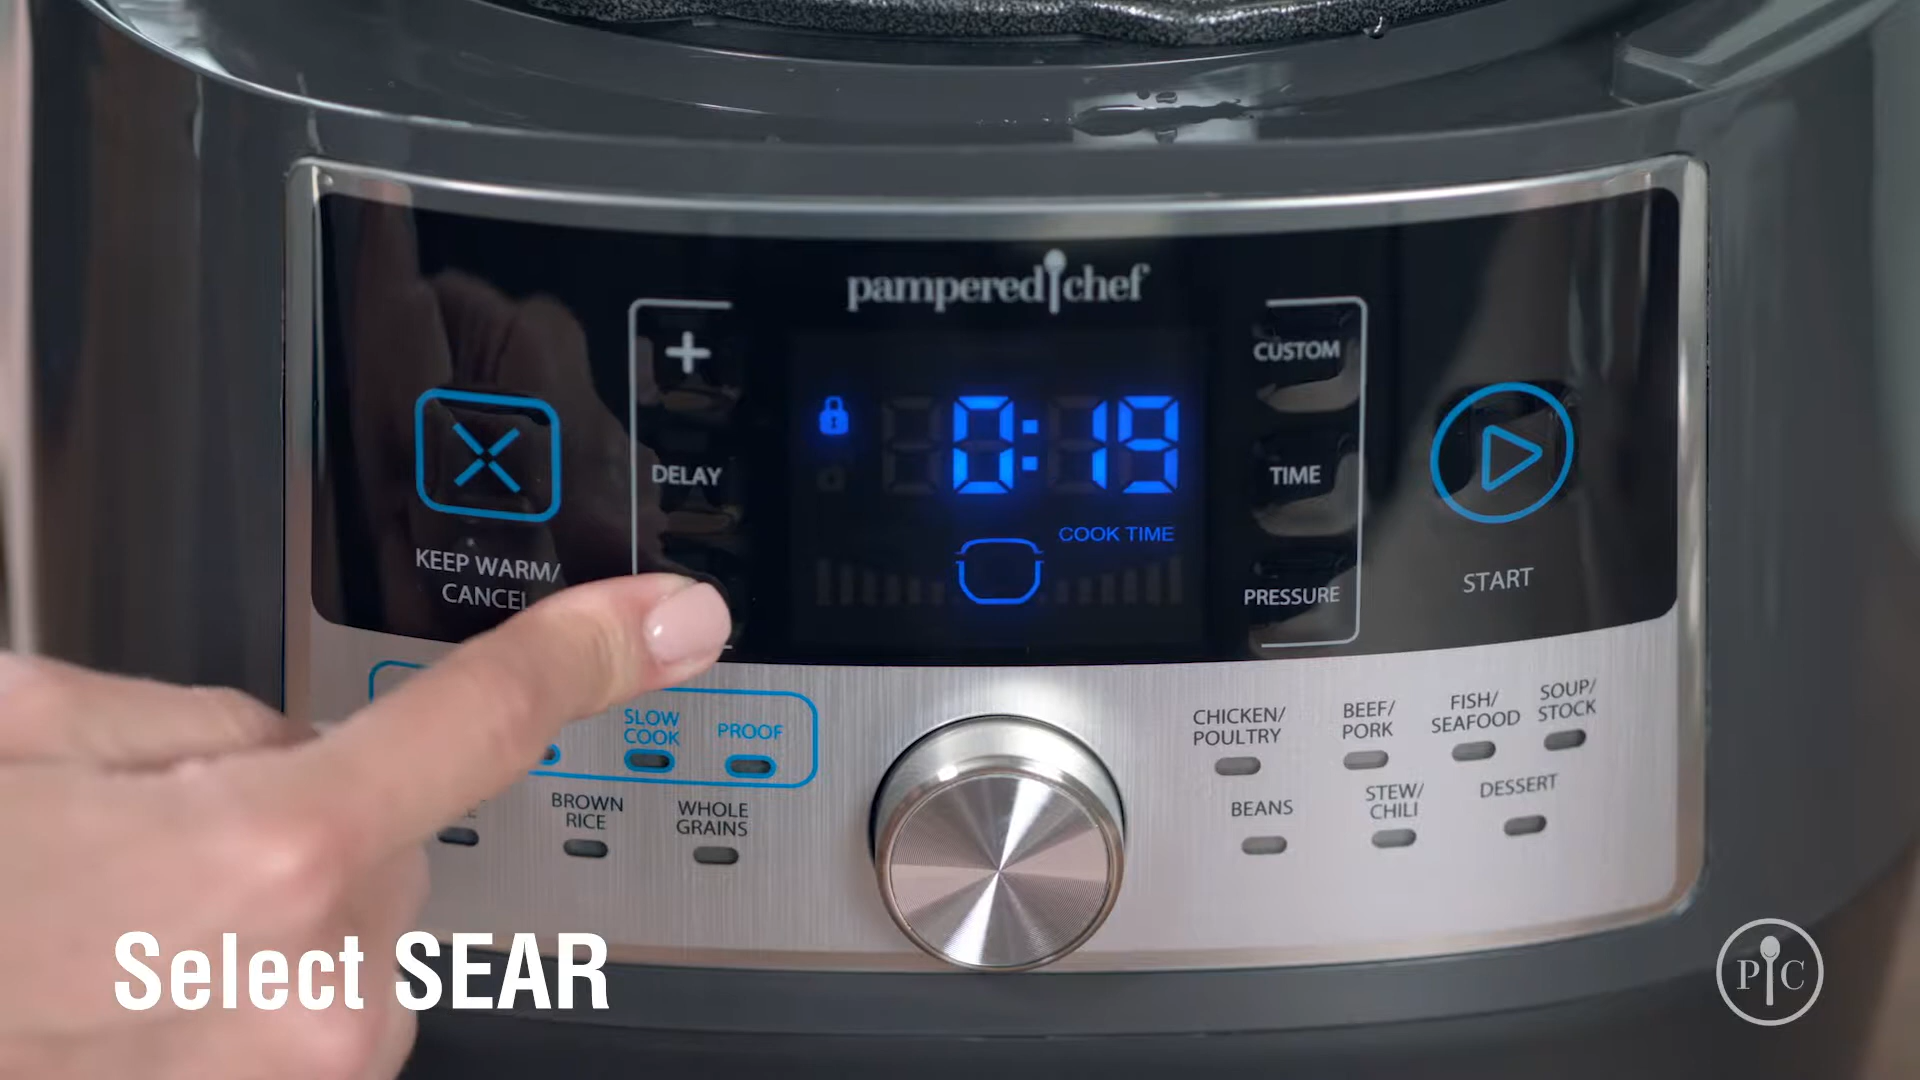 pampered chef
+
CUSTOM
DELAY
0:19
TIME
COOK TIME
KEEP WARM/
CANCEL
PRESSURE
START
SLOW
COOK
PROOF
BROWN
RICE
WHOLE
GRAINS
CHICKEN/
POULTRY
BEEF/
PORK
FISH/
SEAFOOD
SOUP/
STOCK
BEANS
STEW/
CHILI
DESSERT
Select SEAR
P C